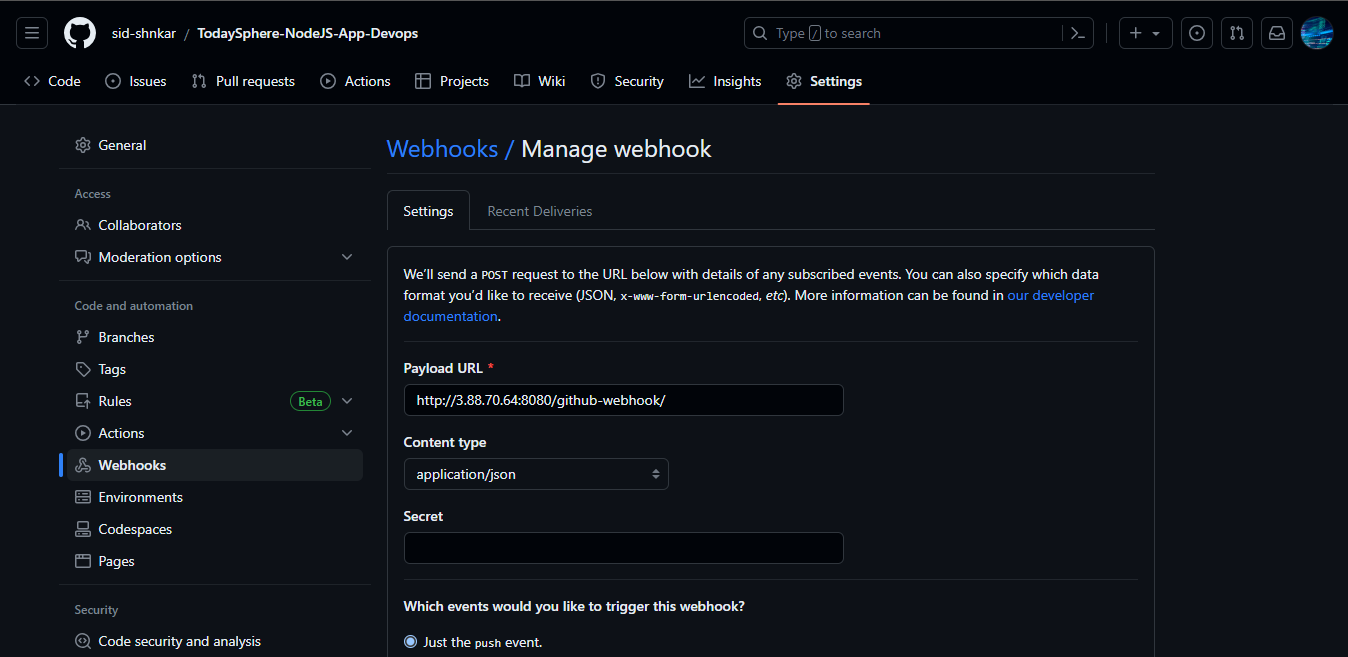 sid-shnkar / TodaySphere-NodeJS-App-Devops
Type / to search
Code Issues Pull requests Actions Projects Wiki Security Insights Settings
General
Access
Collaborators
Moderation options
Code and automation
Branches
Tags
Rules Beta
Actions
Webhooks
Environments
Codespaces
Pages
Security
Code security and analysis
Webhooks / Manage webhook
Settings Recent Deliveries
We'll send a POST request to the URL below with details of any subscribed events. You can also specify which data
format you'd like to receive (JSON, x-www-form-urlencoded, etc). More information can be found in our developer
documentation.
Payload URL *
http://3.88.70.64:8080/github-webhook/
Content type
application/json
Secret
Which events would you like to trigger this webhook?
Just the push event.